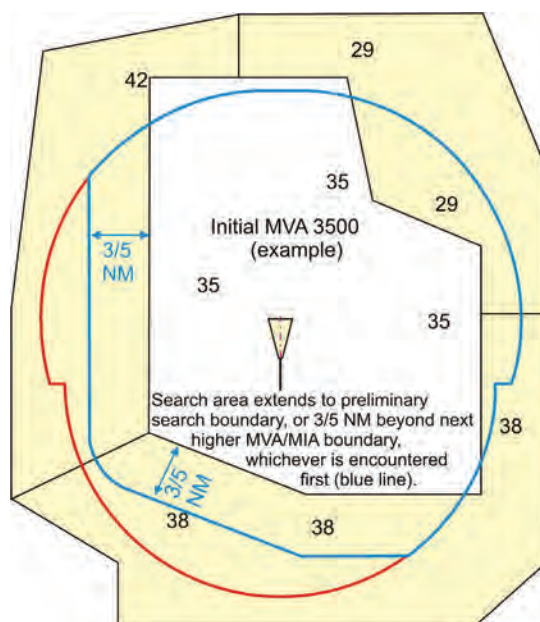 29
42
35
29
Initial MVA 3500
(example)
3/5
NM
35
35
Search area extends to preliminary
search boundary, or 3/5 NM beyond next
higher MVA/MIA boundary,
whichever is encountered
first (blue line).
38
3/5
NM
38
38